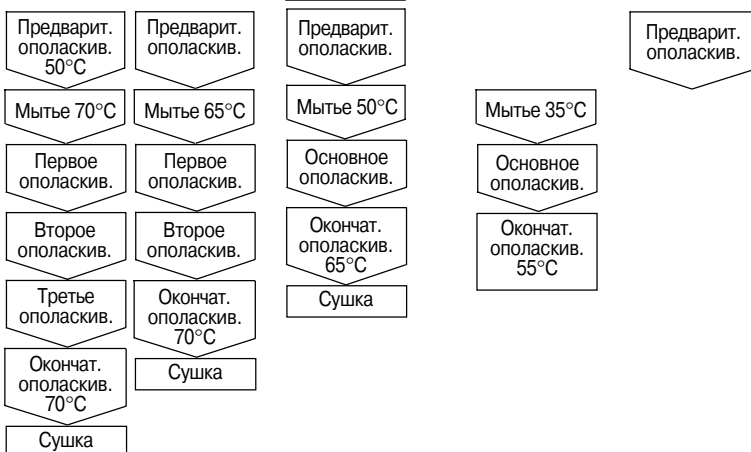 Предварит.
ополаскив.
50°C
Мытье 70°C
Первое
ополаскив.
Второе
ополаскив.
Третье
ополаскив.
Окончат.
ополаскив.
70°C
Сушка
Предварит.
ополаскив.
Мытье 65°C
Первое
ополаскив.
Второе
ополаскив.
Окончат.
ополаскив.
70°C
Сушка
Предварит.
ополаскив.
Мытье 50°C
Основное
ополаскив.
Окончат.
ополаскив.
65°C
Сушка
Мытье 35°C
Основное
ополаскив.
Окончат.
ополаскив.
55°C
Предварит.
ополаскив.